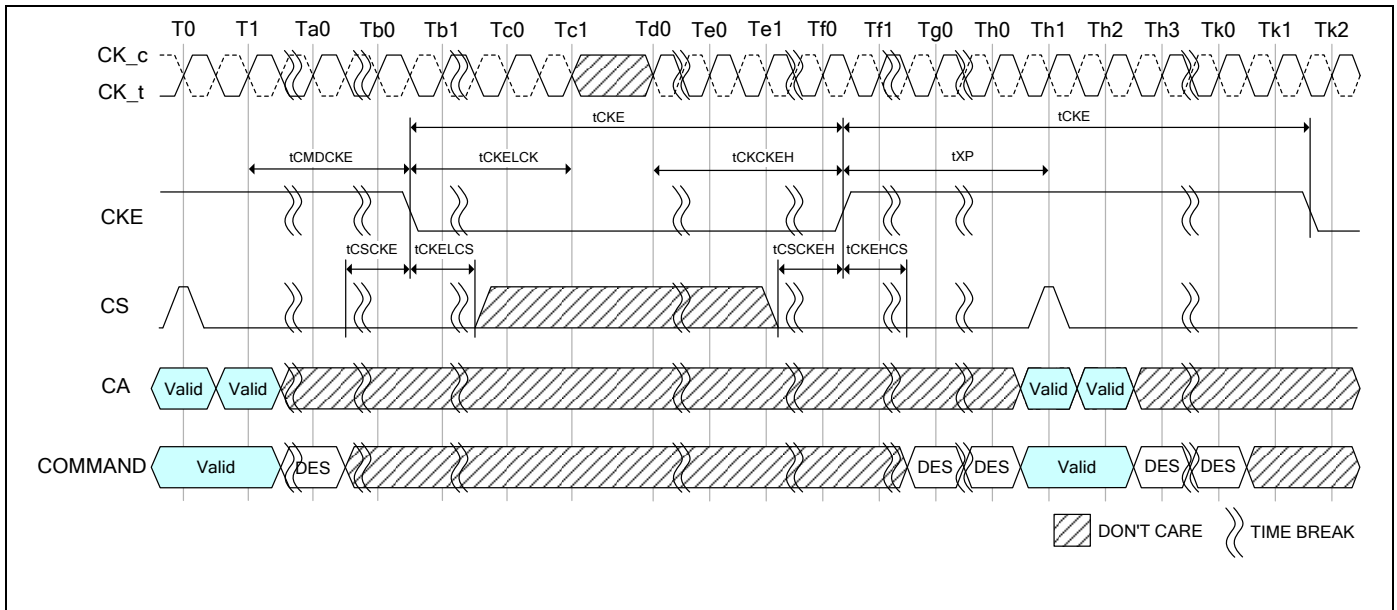 T0 T1 Ta0 Tb0 Tb1 Tc0 Tc1 Td0 Te0 Te1 Tf0 Tf1 Tg0 Th0 Th1 Th2 Th3 Tk0 Tk1 Tk2
CK_c
CK_t
tCKE tCKE
tCMDCKE tCKELCK tCKCKEH tXP
CKE
tCSCKE tCKELCS tCSCKEH tCKEHCS
CS
CA Valid Valid Valid Valid
COMMAND Valid DES DES DES Valid DES DES
DON'T CARE TIME BREAK